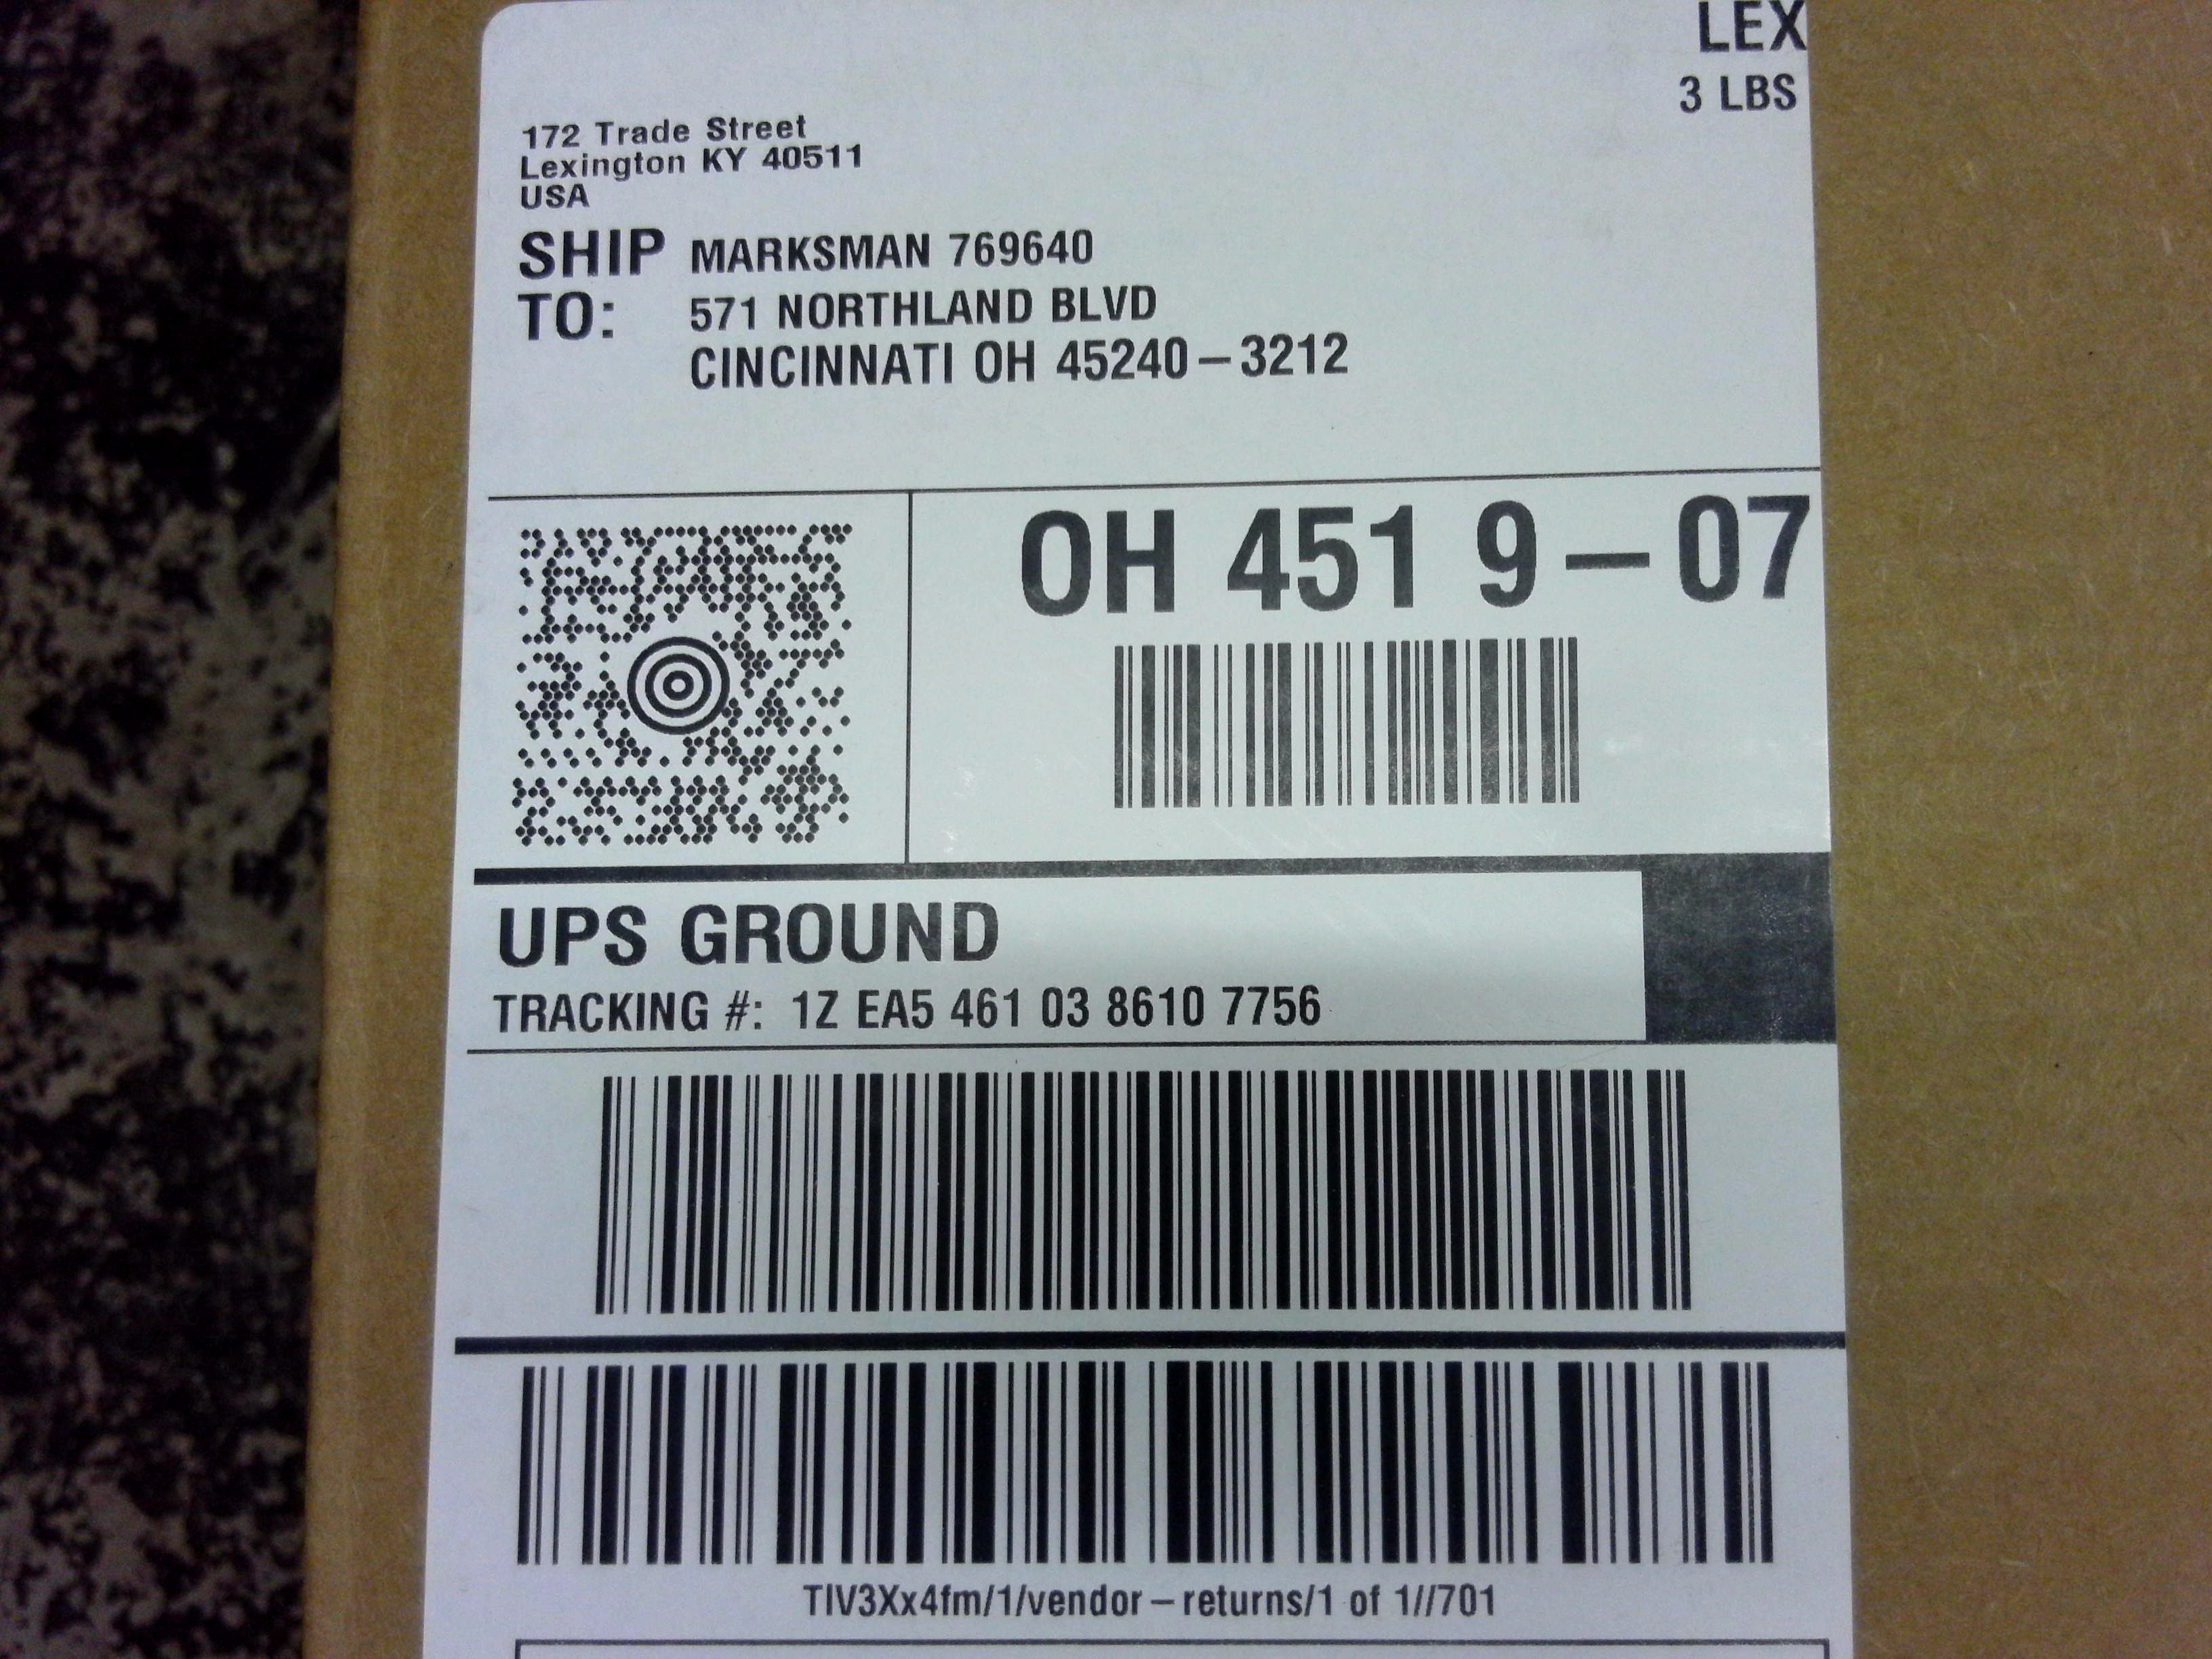 LEX
3 LBS
172 Trade Street
Lexington KY 40511
USA
SHIP TO: MARKSMAN 769640
571 NORTHLAND BLVD
CINCINNATI OH 45240-3212
OH 451 9-07
UPS GROUND
TRACKING #: 1Z EA5 461 03 8610 7756
TIV3Xx4fm/1/vendor-returns/1 of 1//701